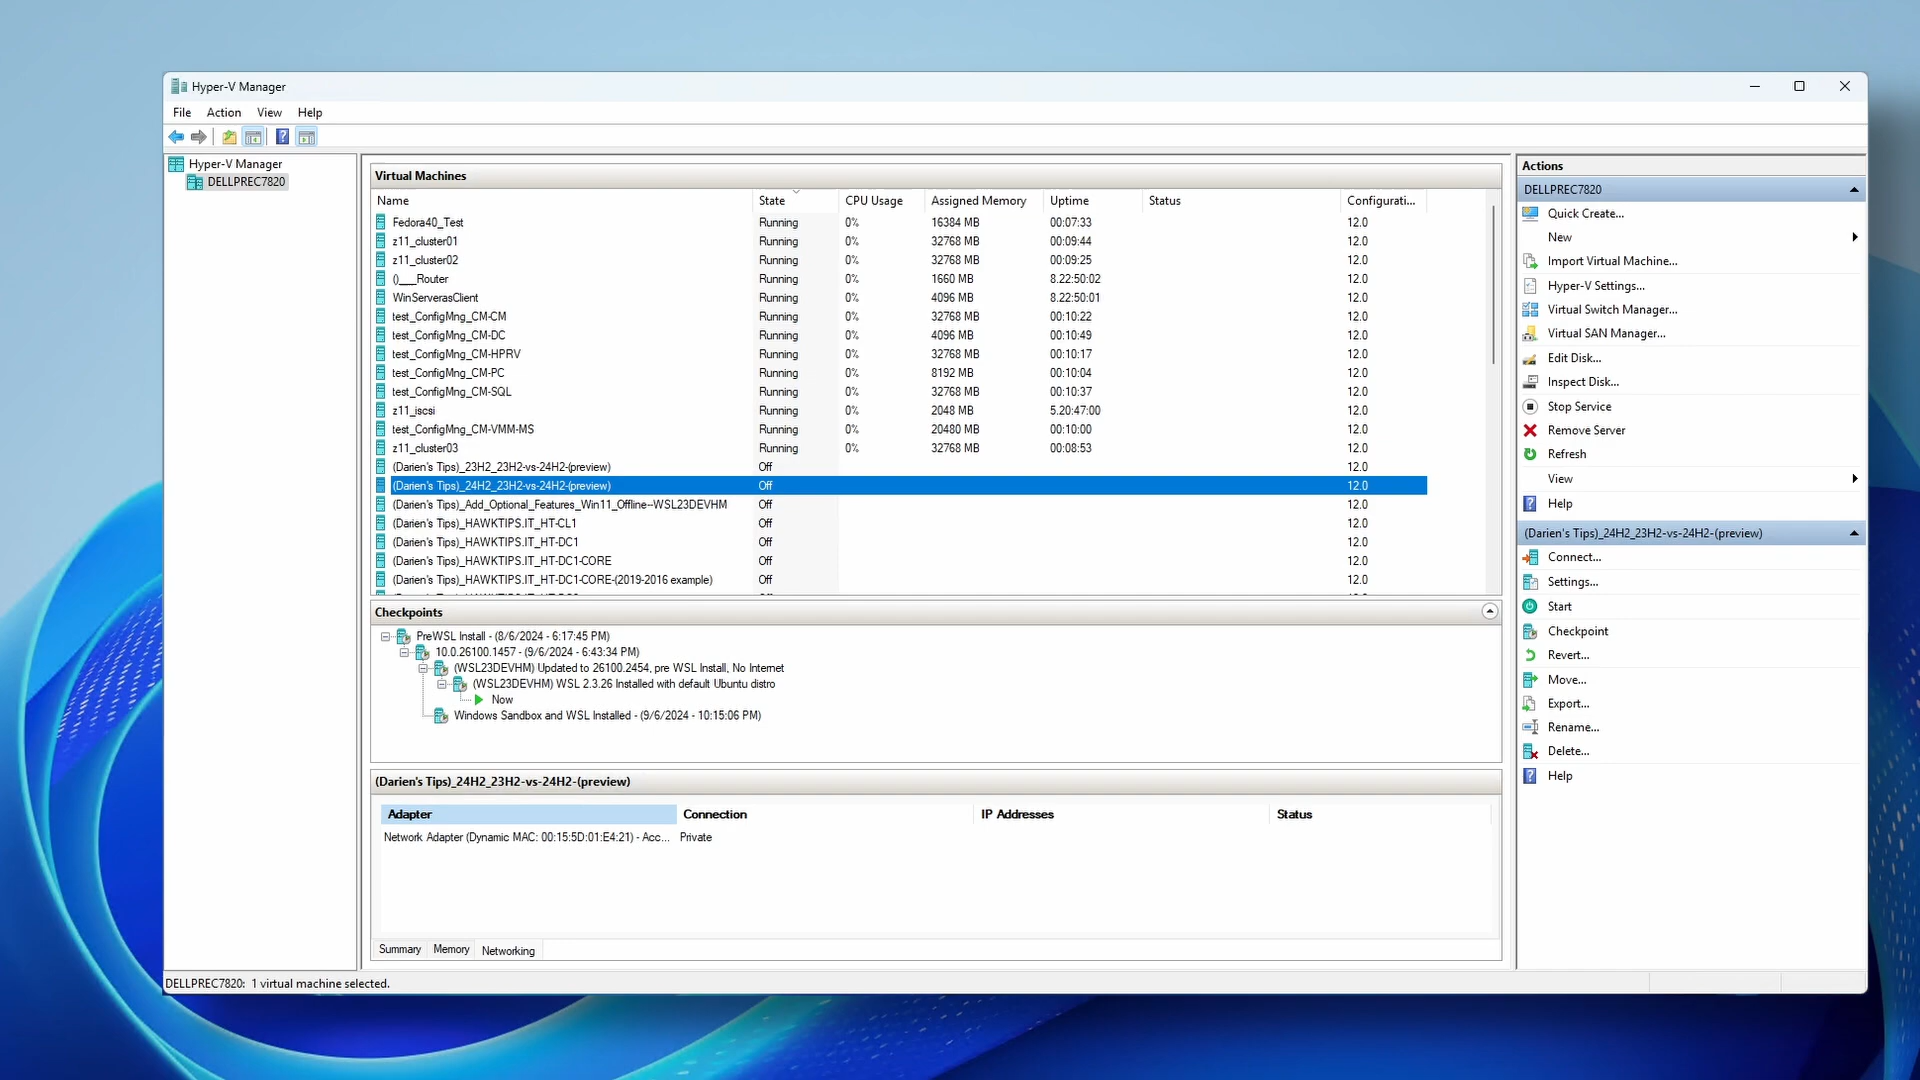 Hyper-V Manager
File Action View Help
Hyper-V Manager
DELLPREC7820
Virtual Machines
Name State CPU Usage Assigned Memory Uptime Status Configurati...
Fedora40_Test Running 0% 16384 MB 00:07:33 12.0
z11_cluster01 Running 0% 32768 MB 00:09:44 12.0
z11_cluster02 Running 0% 32768 MB 00:09:25 12.0
()___Router Running 0% 1660 MB 8.22:50:02 12.0
WinServerasClient Running 0% 4096 MB 8.22:50:01 12.0
test_ConfigMng_CM-CM Running 0% 32768 MB 00:10:22 12.0
test_ConfigMng_CM-DC Running 0% 4096 MB 00:10:49 12.0
test_ConfigMng_CM-HPRV Running 0% 32768 MB 00:10:17 12.0
test_ConfigMng_CM-PC Running 0% 8192 MB 00:10:04 12.0
test_ConfigMng_CM-SQL Running 0% 32768 MB 00:10:37 12.0
z11_iscsi Running 0% 2048 MB 5.20:47:00 12.0
test_ConfigMng_CM-VMM-MS Running 0% 20480 MB 00:10:00 12.0
z11_cluster03 Running 0% 32768 MB 00:08:53 12.0
(Darien's Tips)_23H2_23H2-vs-24H2-(preview) Off 12.0
(Darien's Tips)_24H2_23H2-vs-24H2-(preview) Off 12.0
(Darien's Tips)_Add_Optional_Features_Win11_Offline--WSL23DEVHM Off 12.0
(Darien's Tips)_HAWKTIPS.IT_HT-CL1 Off 12.0
(Darien's Tips)_HAWKTIPS.IT_HT-DC1 Off 12.0
(Darien's Tips)_HAWKTIPS.IT_HT-DC1-CORE Off 12.0
(Darien's Tips)_HAWKTIPS.IT_HT-DC1-CORE-(2019-2016 example) Off 12.0
Checkpoints
PreWSL Install - (8/6/2024 - 6:17:45 PM)
10.0.26100.1457 - (9/6/2024 - 6:43:34 PM)
(WSL23DEVHM) Updated to 26100.2454, pre WSL Install, No Internet
(WSL23DEVHM) WSL 2.3.26 Installed with default Ubuntu distro
Now
Windows Sandbox and WSL Installed - (9/6/2024 - 10:15:06 PM)
(Darien's Tips)_24H2_23H2-vs-24H2-(preview)
Adapter Connection IP Addresses Status
Network Adapter (Dynamic MAC: 00:15:5D:01:E4:21) - Acc... Private
Summary Memory Networking
Actions
DELLPREC7820
Quick Create...
New
Import Virtual Machine...
Hyper-V Settings...
Virtual Switch Manager...
Virtual SAN Manager...
Edit Disk...
Inspect Disk...
Stop Service
Remove Server
Refresh
View
Help
(Darien's Tips)_24H2_23H2-vs-24H2-(preview)
Connect...
Settings...
Start
Checkpoint
Revert...
Move...
Export...
Rename...
Delete...
Help
DELLPREC7820: 1 virtual machine selected.